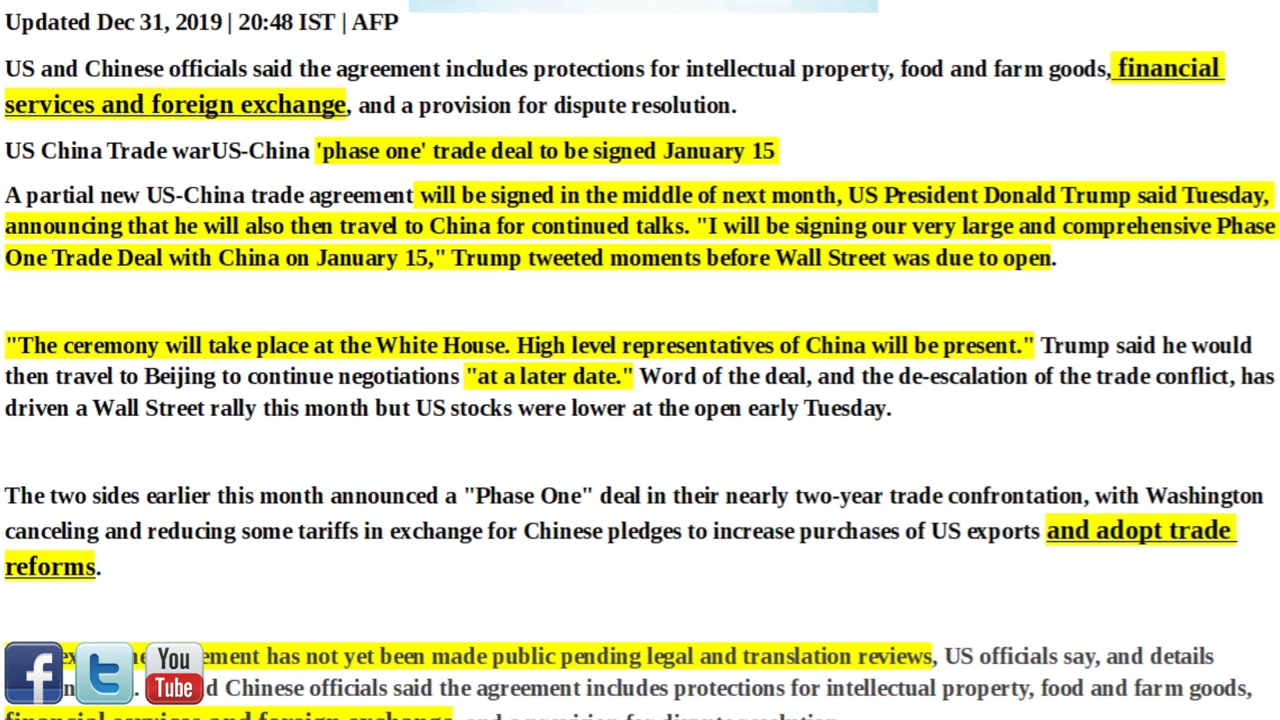 Updated Dec 31, 2019 | 20:48 IST | AFP
US and Chinese officials said the agreement includes protections for intellectual property, food and farm goods, financial
services and foreign exchange, and a provision for dispute resolution.
US China Trade warUS-China 'phase one' trade deal to be signed January 15
A partial new US-China trade agreement will be signed in the middle of next month, US President Donald Trump said Tuesday,
announcing that he will also then travel to China for continued talks. "I will be signing our very large and comprehensive Phase
One Trade Deal with China on January 15," Trump tweeted moments before Wall Street was due to open.
"The ceremony will take place at the White House. High level representatives of China will be present." Trump said he would
then travel to Beijing to continue negotiations "at a later date." Word of the deal, and the de-escalation of the trade conflict, has
driven a Wall Street rally this month but US stocks were lower at the open early Tuesday.
The two sides earlier this month announced a "Phase One" deal in their nearly two-year trade confrontation, with Washington
canceling and reducing some tariffs in exchange for Chinese pledges to increase purchases of US exports and adopt trade
reforms.
has not yet been made public pending legal and translation reviews, US officials say, and details
Chinese officials said the agreement includes protections for intellectual property, food and farm goods,
financial services and foreign exchange, and a provision for dispute resolution
You
Tube